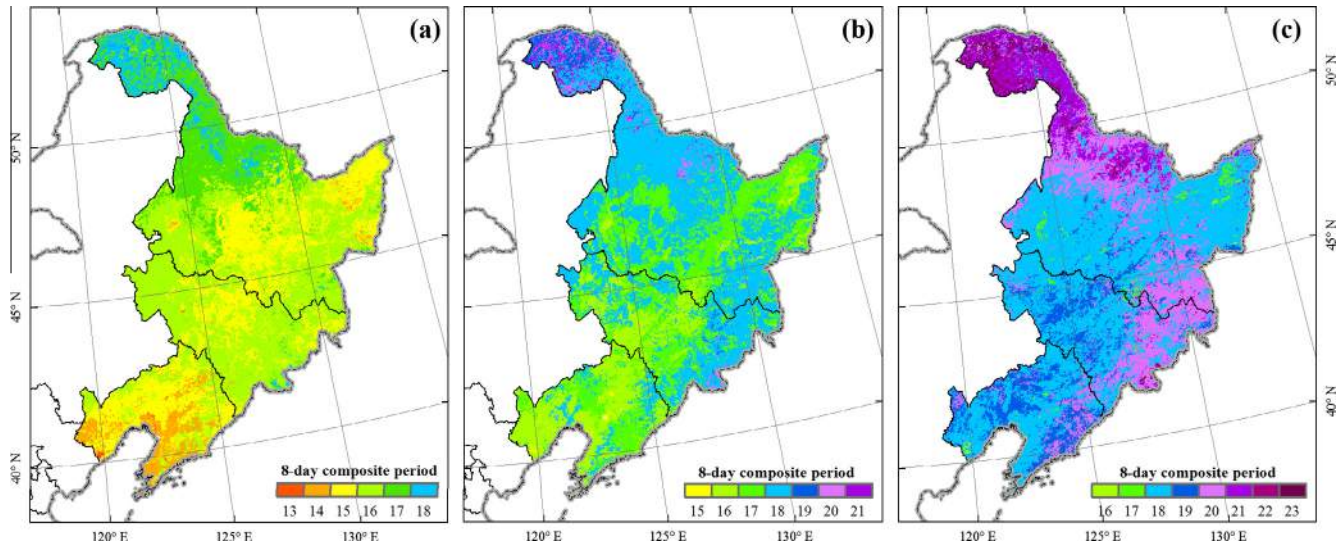 (a)
(b)
(c)
50° N
50° N
45° N
45° N
40° N
40° N
8-day composite period
13 14 15 16 17 18
8-day composite period
15 16 17 18 19 20 21
8-day composite period
16 17 18 19 20 21 22 23
120° E 125° E 130° E
120° E 125° E 130° E
120° E 125° E 130° E